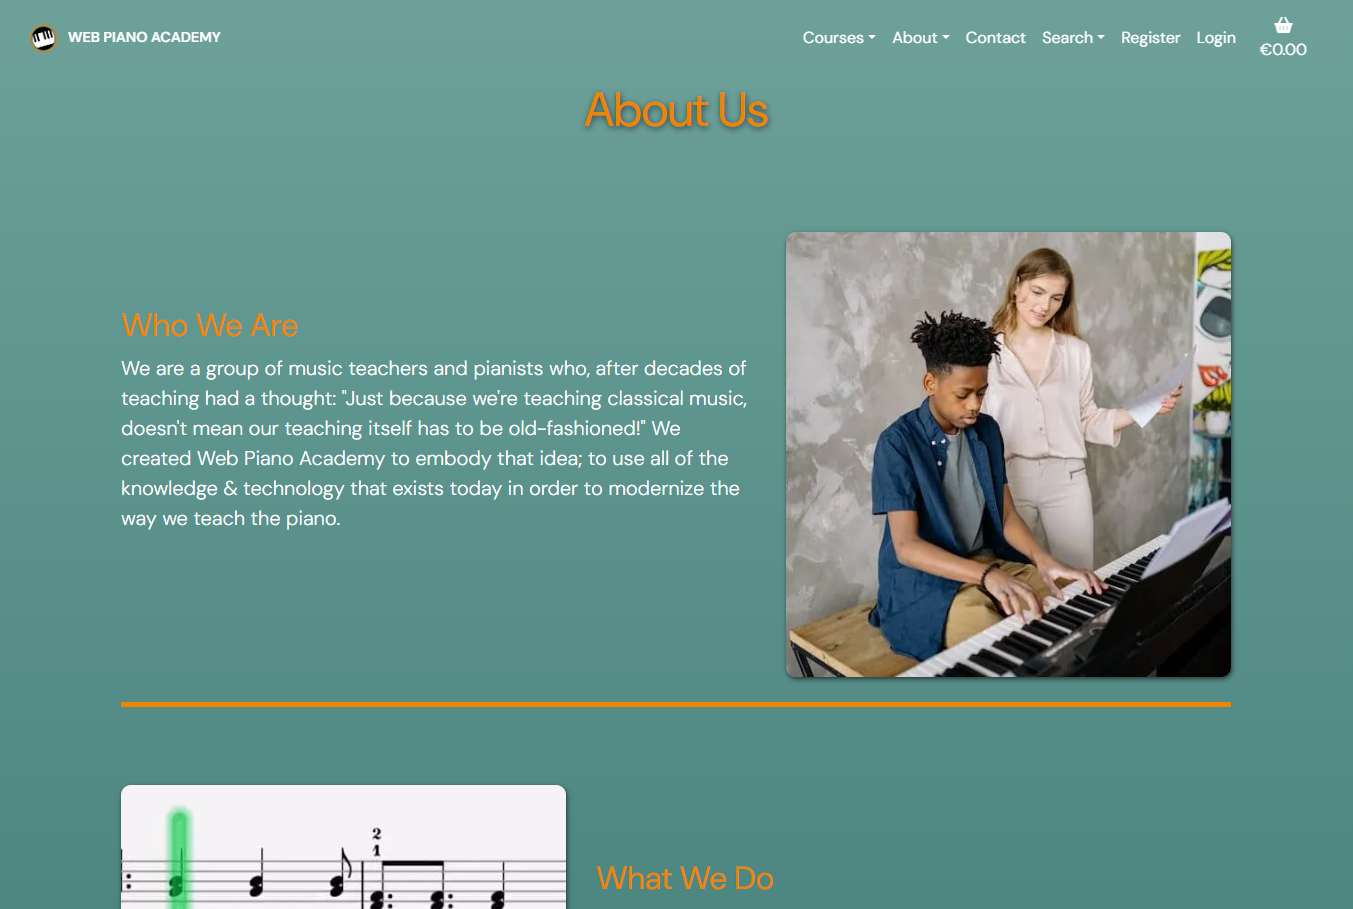 WEB PIANO ACADEMY
Courses About Contact Search Register Login
€0.00
About Us
Who We Are
We are a group of music teachers and pianists who, after decades of
teaching had a thought: "Just because we're teaching classical music,
doesn't mean our teaching itself has to be old-fashioned!" We
created Web Piano Academy to embody that idea; to use all of the
knowledge & technology that exists today in order to modernize the
way we teach the piano.
2
1
What We Do